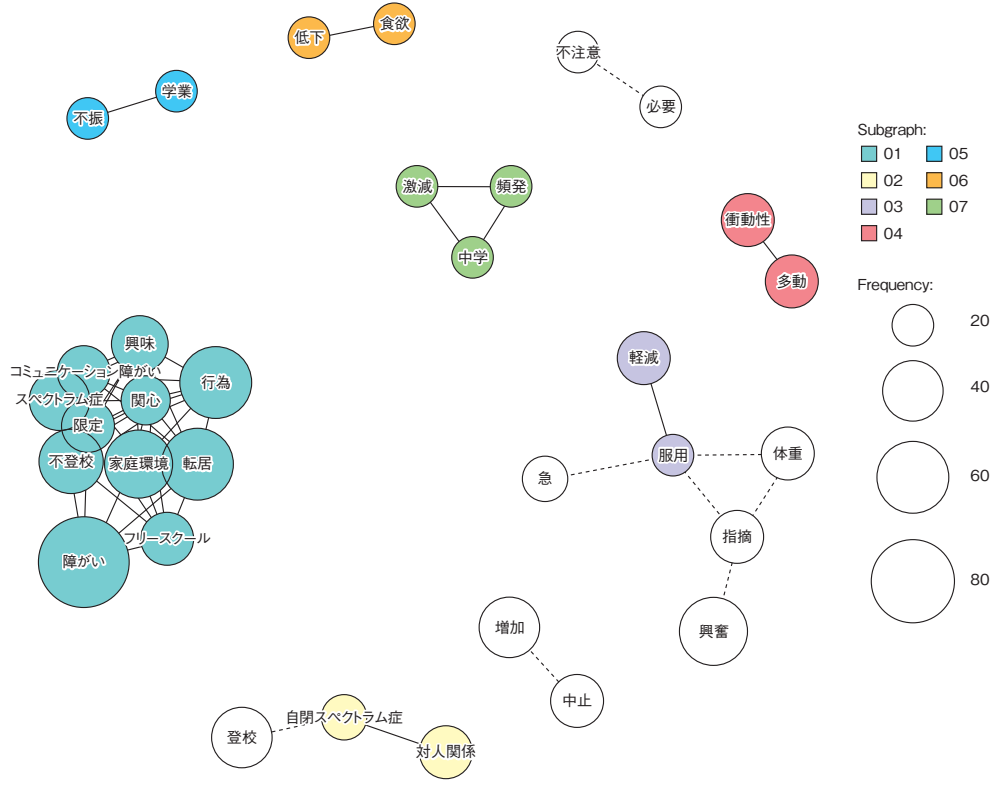 食欲
低下
不注意
学業
必要
不振
Subgraph:
01
05
02
06
03
07
04
激減
頻発
衝動性
中学
多動
Frequency:
20
40
60
80
興味
軽減
コミュニケーション障がい
行為
スペクトラム症
関心
限定
不登校
家庭環境
転居
服用
体重
急
フリースクール
指摘
障がい
増加
興奮
中止
自閉スペクトラム症
登校
対人関係